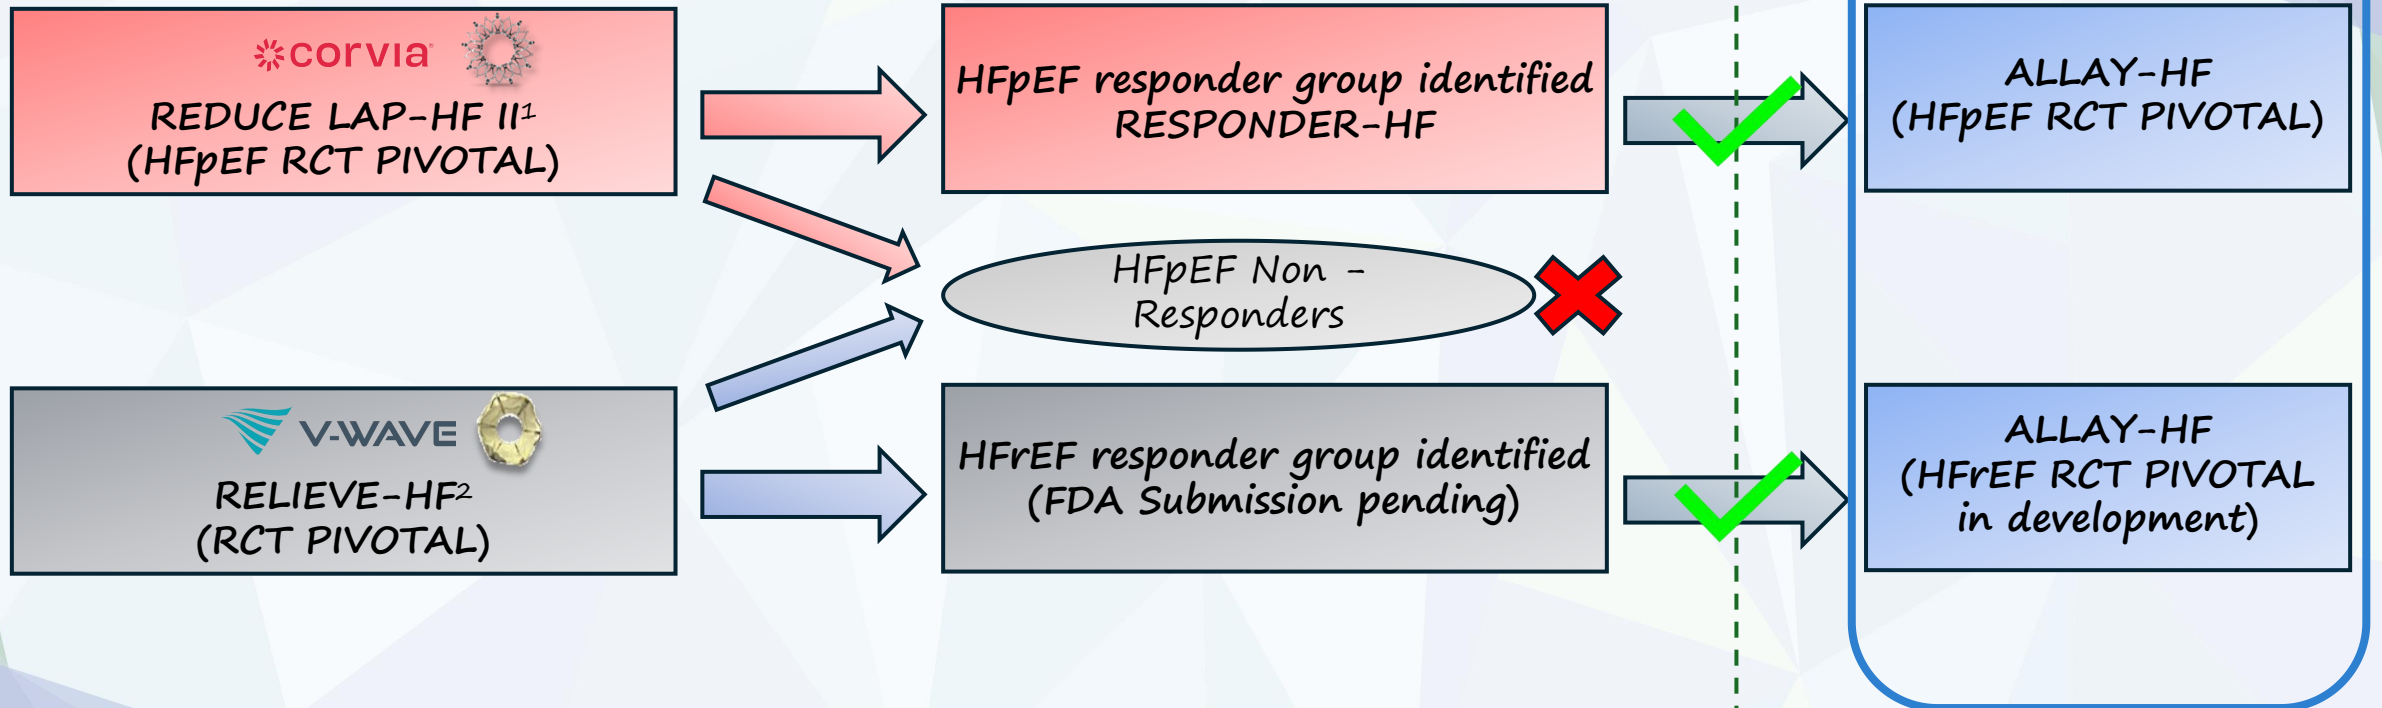 corvia
REDUCE LAP-HF II1
(HFpEF RCT PIVOTAL)
HFpEF responder group identified
RESPONDER-HF
ALLAY-HF
(HFpEF RCT PIVOTAL)
HFpEF Non -
Responders
V-WAVE
RELIEVE-HF2
(RCT PIVOTAL)
HFrEF responder group identified
(FDA Submission pending)
ALLAY-HF
(HFrEF RCT PIVOTAL
in development)